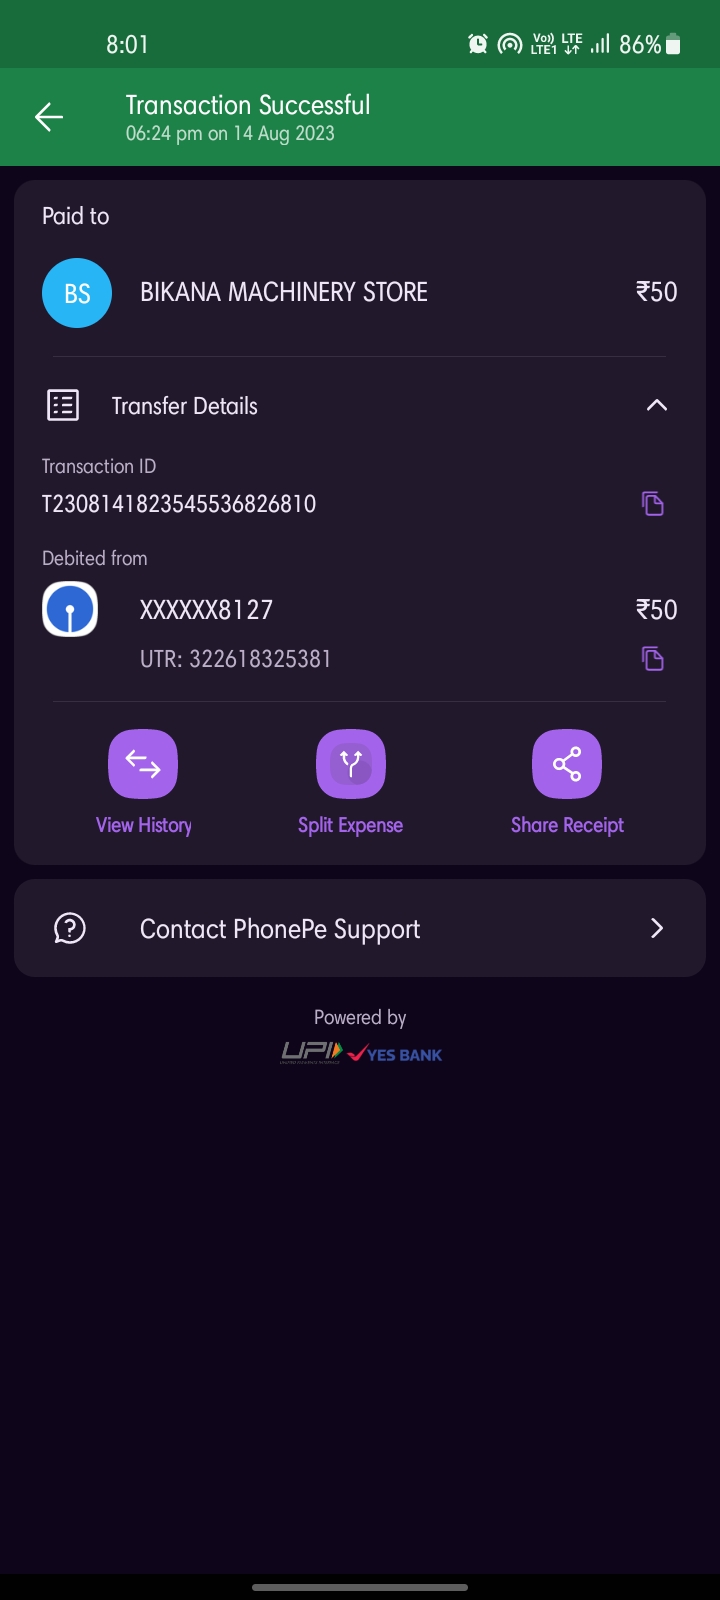 8:01
Vo)) LTE
LTE1
86%
Transaction Successful
06:24 pm on 14 Aug 2023
Paid to
BS
BIKANA MACHINERY STORE
₹50
Transfer Details
Transaction ID
T2308141823545536826810
Debited from
XXXXXX8127
₹50
UTR: 322618325381
View History
Split Expense
Share Receipt
Contact PhonePe Support
Powered by
UPI
YES BANK